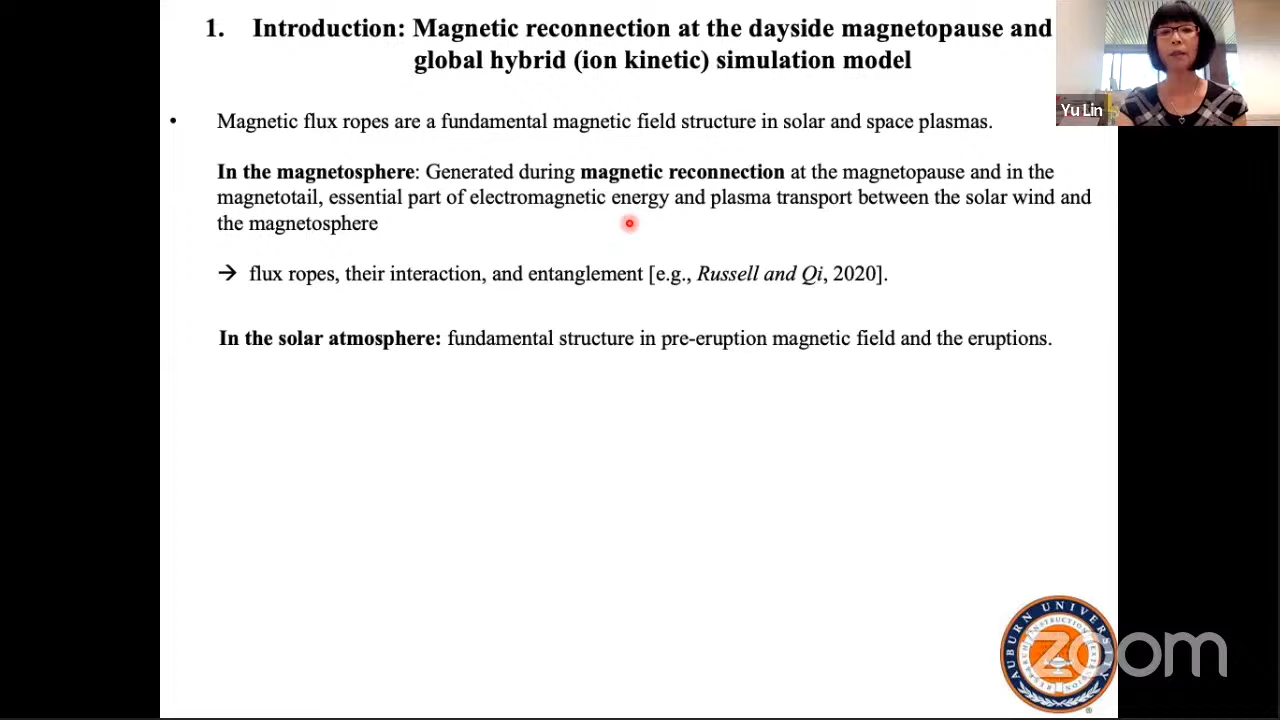 1. Introduction: Magnetic reconnection at the dayside magnetopause and
global hybrid (ion kinetic) simulation model
Yu Lin
• Magnetic flux ropes are a fundamental magnetic field structure in solar and space plasmas.
In the magnetosphere: Generated during magnetic reconnection at the magnetopause and in the
magnetotail, essential part of electromagnetic energy and plasma transport between the solar wind and
the magnetosphere
→ flux ropes, their interaction, and entanglement [e.g., Russell and Qi, 2020].
In the solar atmosphere: fundamental structure in pre-eruption magnetic field and the eruptions.
AUBURN UNIVERSITY
zoom